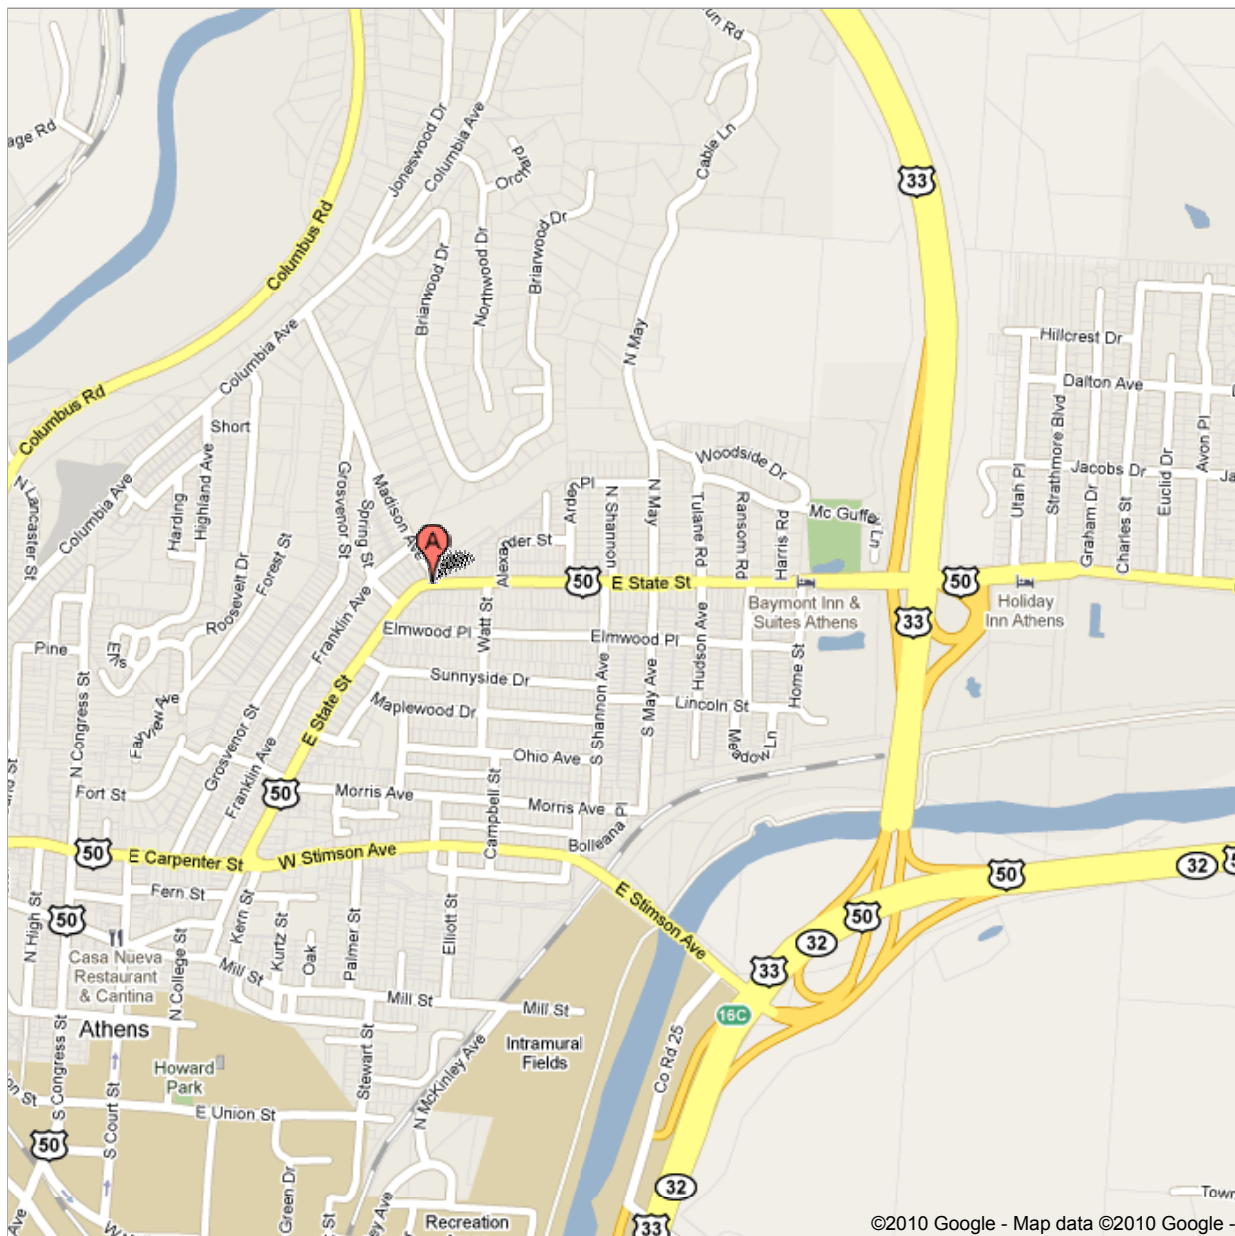 un Rd
age Rd
Joneswood Dr
Columbia Ave
Cable Ln
Orchard
33
Columbus Rd
Briarwood Dr
Northwood Dr
Briarwood Dr
N May
Hillcrest Dr
Columbia Ave
Dalton Ave
Columbus Rd
Short
Strathmore Blvd
Avon Pl
Woodside Dr
Jacobs Dr
Ja
N Lancaster St
Columbia Ave
Harding
Highland Ave
Grosvenor St
Madison Ave
Spring St
Arden Pl
N Shannon
N May
Tulane Rd
Ransom Rd
Harris Rd
Mc Guffey Ln
Utah Pl
Graham Dr
Charles St
Euclid Dr
A
Alexander St
Roosevelt Dr
Forest St
50
E State St
50
Baymont Inn &
Suites Athens
Holiday
Inn Athens
33
Franklin Ave
Elmwood Pl
Watt St
Elmwood Pl
Hudson Ave
Home St
Pine
Ells
Sunnyside Dr
Lincoln St
Maplewood Dr
N Congress St
Fairview Ave
E State St
S Shannon Ave
S May Ave
Meadow Ln
Grosvenor St
Franklin Ave
Ohio Ave
Fort St
50
Morris Ave
Morris Ave
Campbell St
Bolleana Pl
50
E Carpenter St
W Stimson Ave
50
32
Fern St
E Stimson Ave
N High St
50
Kern St
Kurtz St
Oak
Palmer St
Elliott St
50
32
33
Casa Nueva
Restaurant
& Cantina
N College St
Mill St
Mill St
Mill St
16C
Athens
Intramural
Fields
Howard
Park
Stewart St
N McKinley Ave
Co Rd 25
S Congress St
S Court St
E Union St
50
Green Dr
32
Town
Recreation
33
©2010 Google - Map data ©2010 Google -